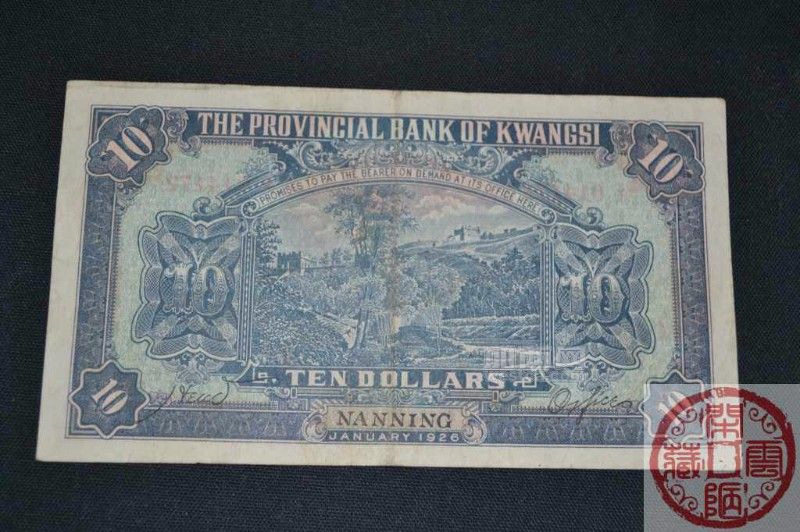 10
THE PROVINCIAL BANK OF KWANGSI
10
PROMISES TO PAY THE BEARER ON DEMAND AT ITS OFFICE HERE
10
10
TEN DOLLARS
10
NANNING
10
JANUARY 1926